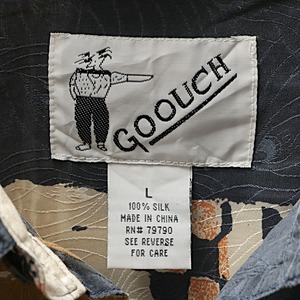 GOOUCH
L
100% SILK
MADE IN CHINA
RN# 79790
SEE REVERSE
FOR CARE